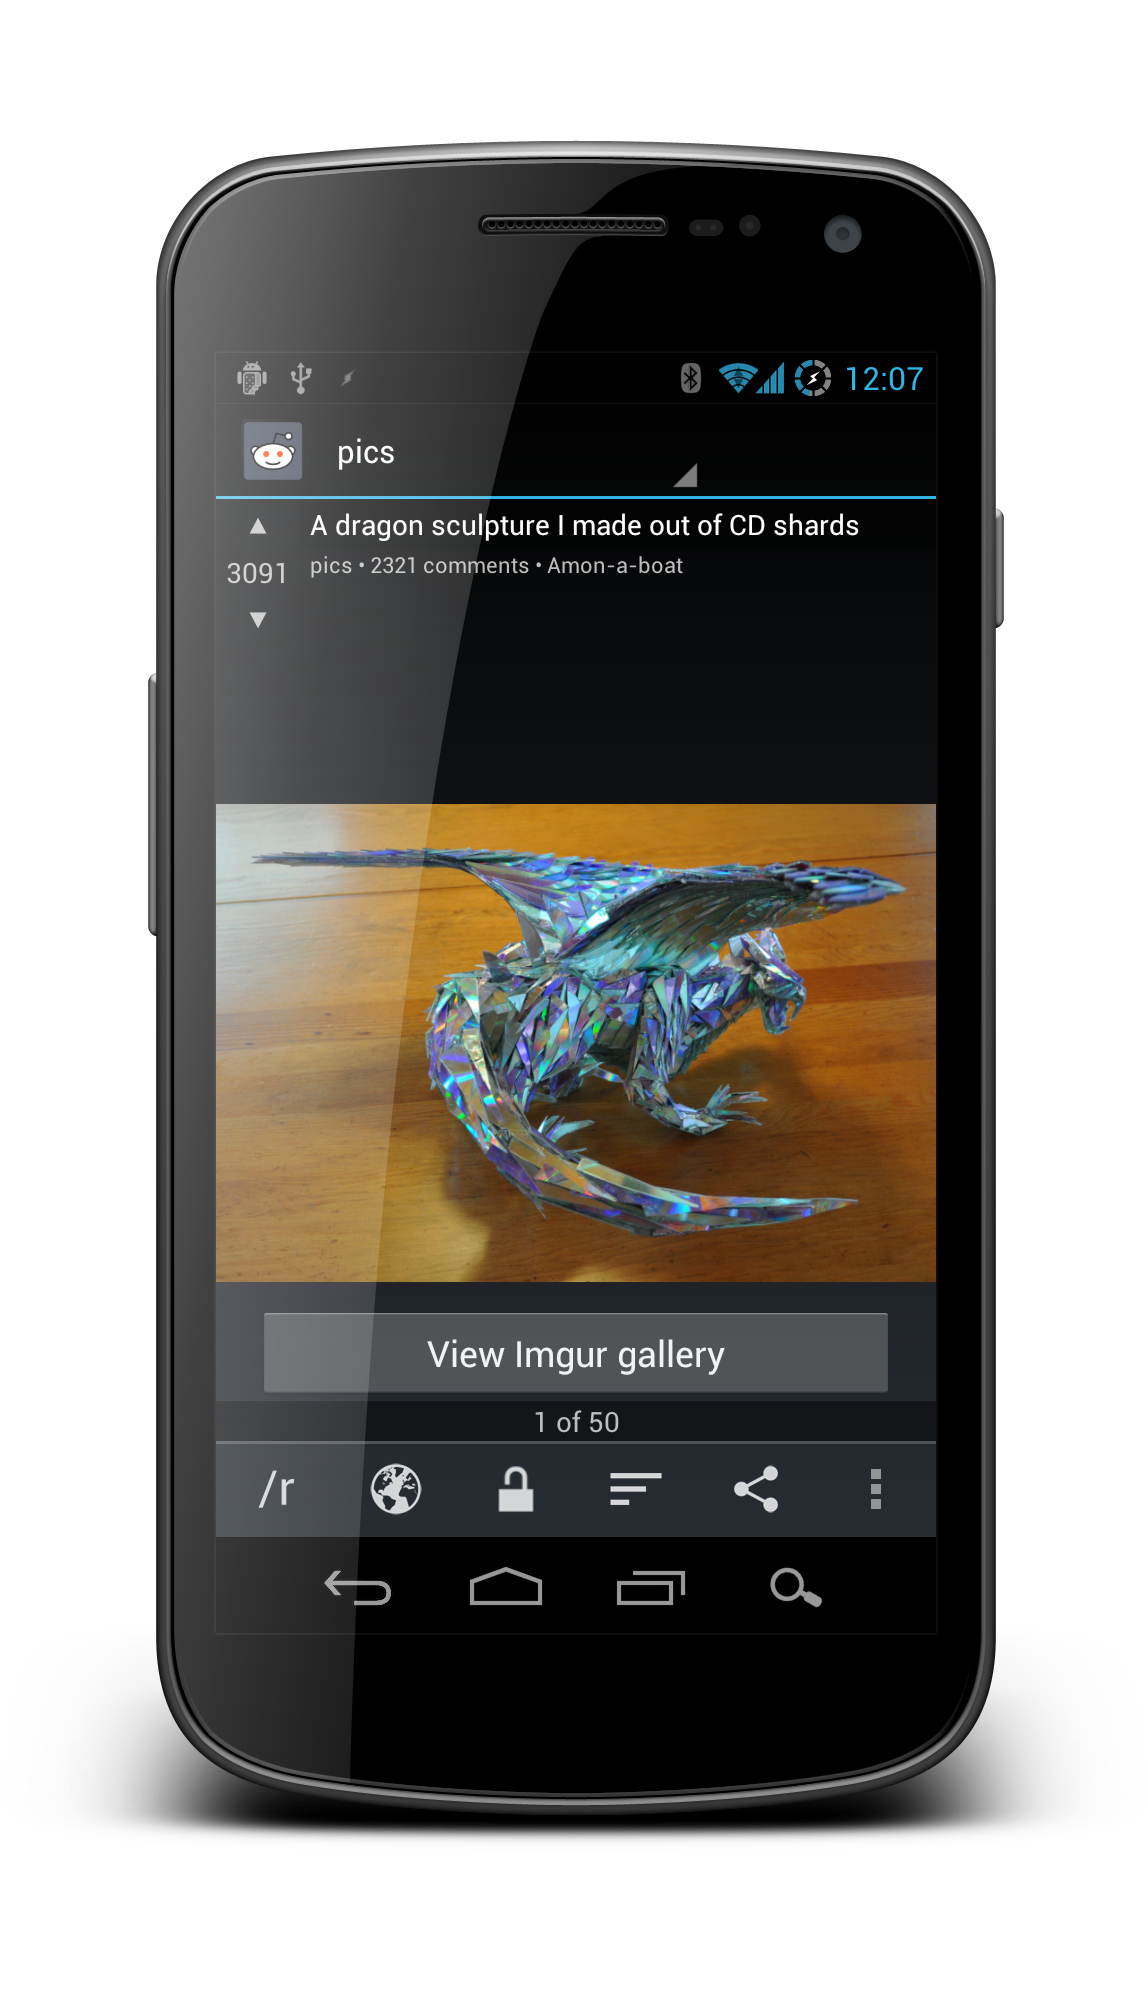 12:07
pics
A dragon sculpture I made out of CD shards
3091
pics • 2321 comments • Amon-a-boat
View Imgur gallery
1 of 50
/r